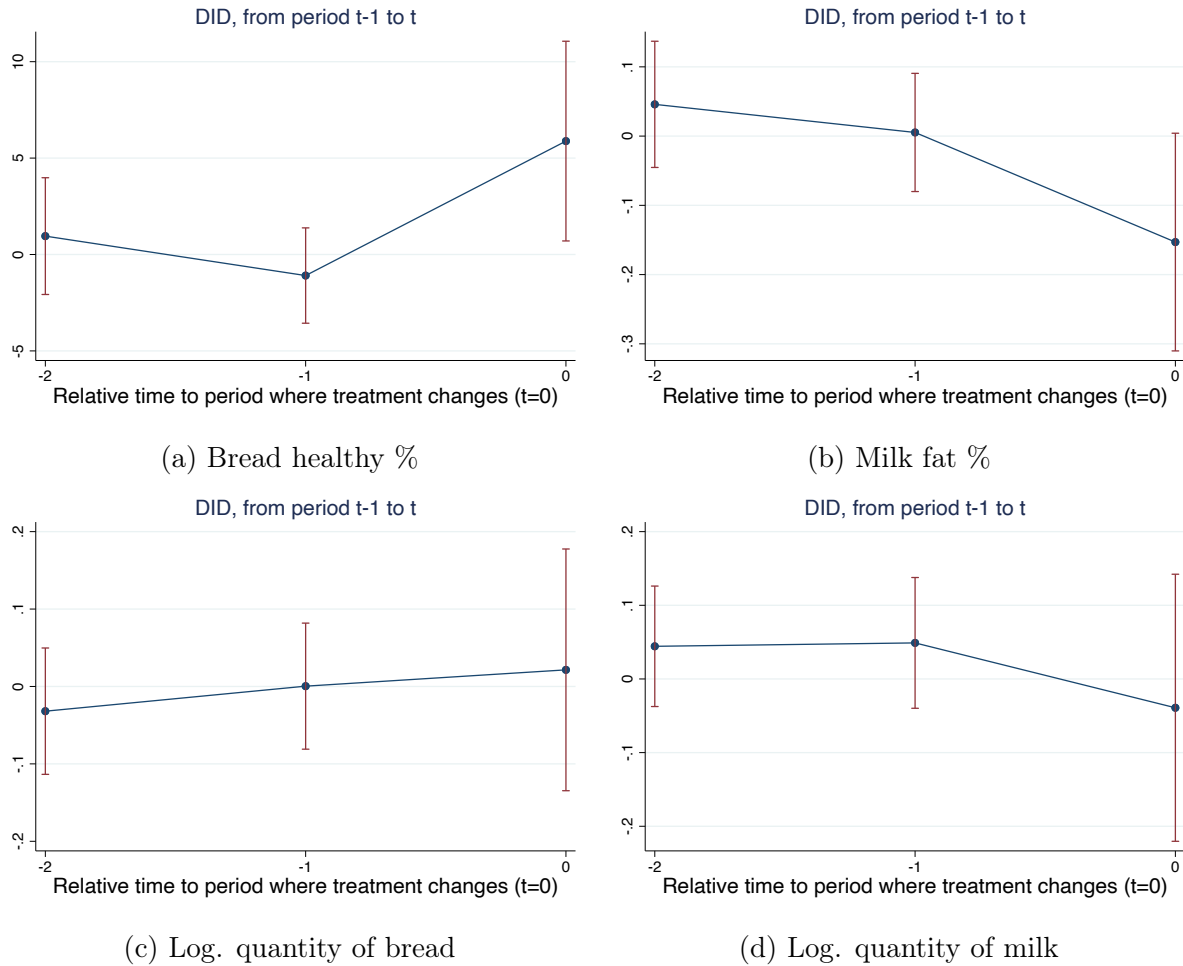 DID, from period t-1 to t
10
5
0
-5
-2
-1
0
Relative time to period where treatment changes (t=0)
(a) Bread healthy %
DID, from period t-1 to t
.1
0
-.1
-.2
-.3
-2
-1
0
Relative time to period where treatment changes (t=0)
(b) Milk fat %
DID, from period t-1 to t
.2
.1
0
-.1
-.2
-2
-1
0
Relative time to period where treatment changes (t=0)
(c) Log. quantity of bread
DID, from period t-1 to t
.2
.1
0
-.1
-.2
-2
-1
0
Relative time to period where treatment changes (t=0)
(d) Log. quantity of milk